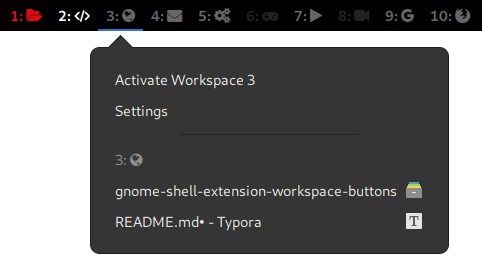 1: 2: </> 3: 4: 5: 6: 7: 8: 9: G 10:
Activate Workspace 3
Settings
3:
gnome-shell-extension-workspace-buttons
README.md• - Typora T